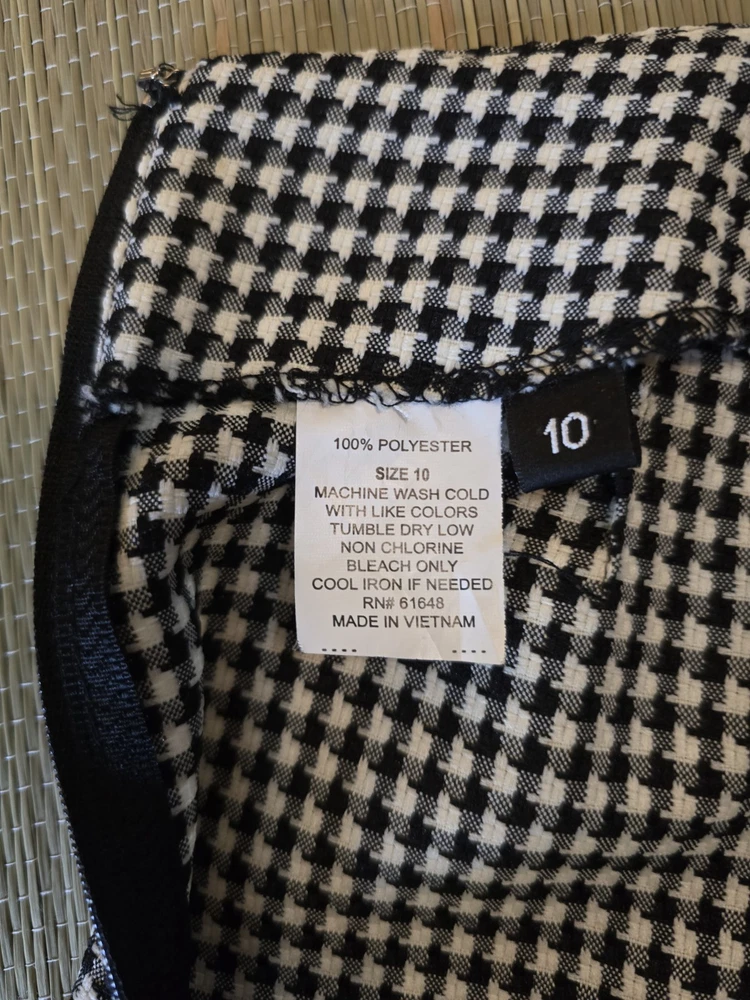 100% POLYESTER
SIZE 10
MACHINE WASH COLD
WITH LIKE COLORS
TUMBLE DRY LOW
NON CHLORINE
BLEACH ONLY
COOL IRON IF NEEDED
RN# 61648
MADE IN VIETNAM
10